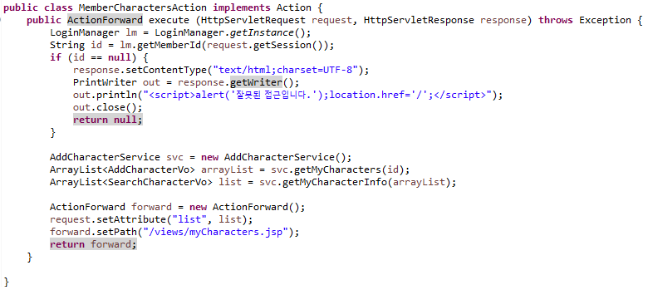 public class MemberCharactersAction implements Action {
public ActionForward execute (HttpServletRequest request, HttpServletResponse response) throws Exception {
LoginManager lm = LoginManager.getInstance();
String id = lm.getMemberId(request.getSession());
if (id == null) {
response.setContentType("text/html;charset=UTF-8");
PrintWriter out = response.getWriter();
out.println("<script>alert('잘못된 접근입니다.');location.href='/';</script>");
out.close();
return null;
}
AddCharacterService svc = new AddCharacterService();
ArrayList<AddCharacterVo> arrayList = svc.getMyCharacters(id);
ArrayList<SearchCharacterVo> list = svc.getMyCharacterInfo(arrayList);
ActionForward forward = new ActionForward();
request.setAttribute("list", list);
forward.setPath("/views/myCharacters.jsp");
return forward;
}
}